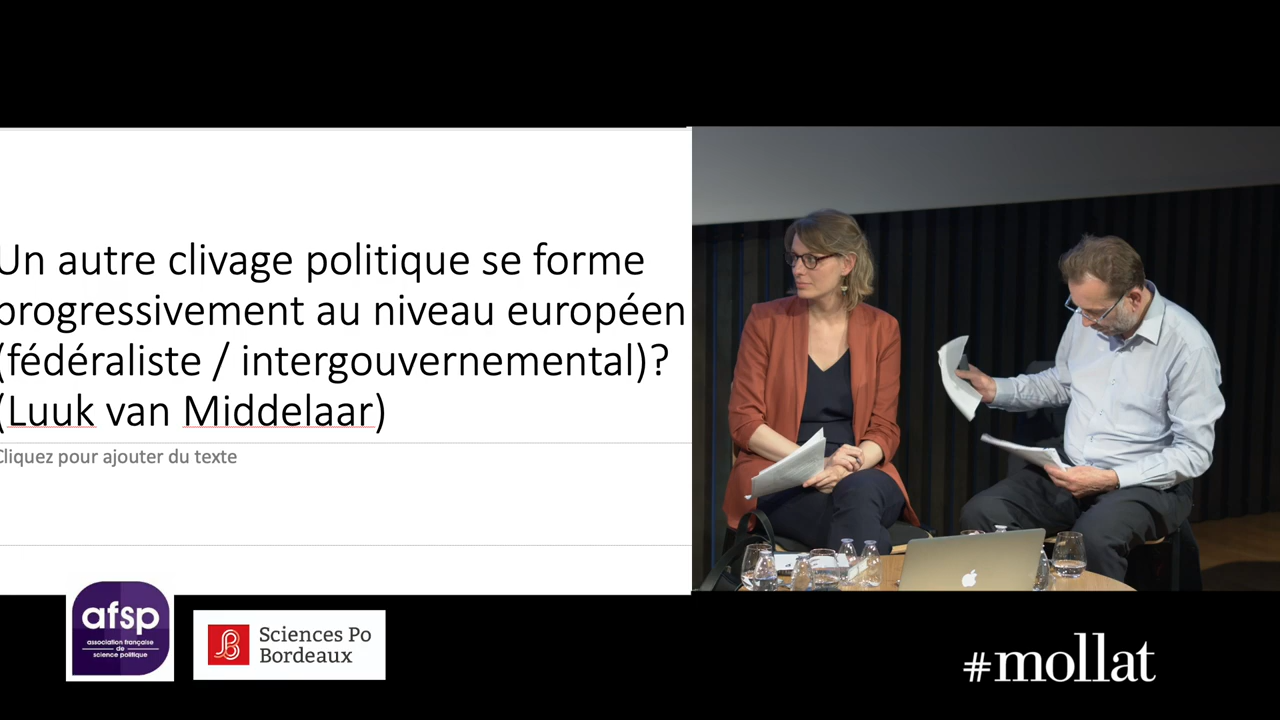 Un autre clivage politique se forme
progressivement au niveau européen
(fédéraliste / intergouvernemental)?
(Luuk van Middelaar)
Cliquez pour ajouter du texte
afsp
association française
de
science politique
Sciences Po
Bordeaux
#mollat